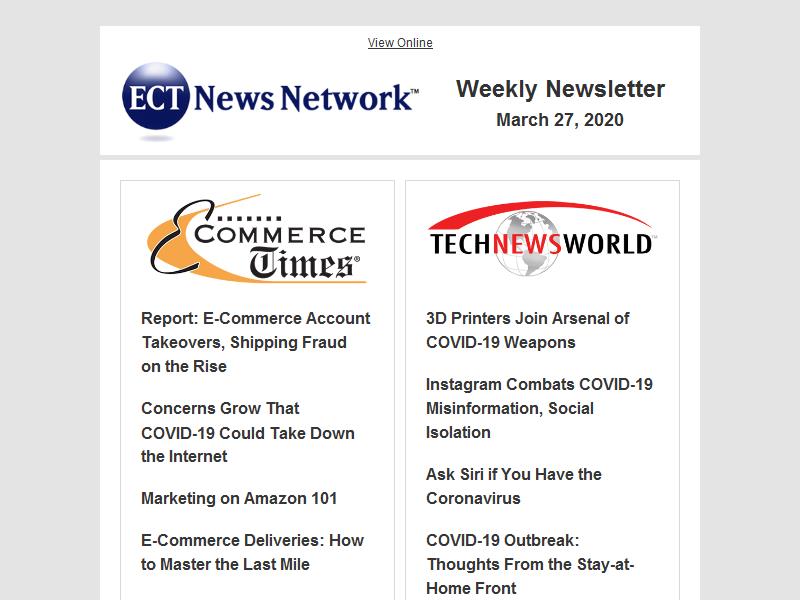 View Online
ECT News Network™
Weekly Newsletter
March 27, 2020
E-Commerce
Times®
TECHNEWSWORLD™
Report: E-Commerce Account
Takeovers, Shipping Fraud
on the Rise
Concerns Grow That
COVID-19 Could Take Down
the Internet
Marketing on Amazon 101
E-Commerce Deliveries: How
to Master the Last Mile
3D Printers Join Arsenal of
COVID-19 Weapons
Instagram Combats COVID-19
Misinformation, Social
Isolation
Ask Siri if You Have the
Coronavirus
COVID-19 Outbreak:
Thoughts From the Stay-at-
Home Front